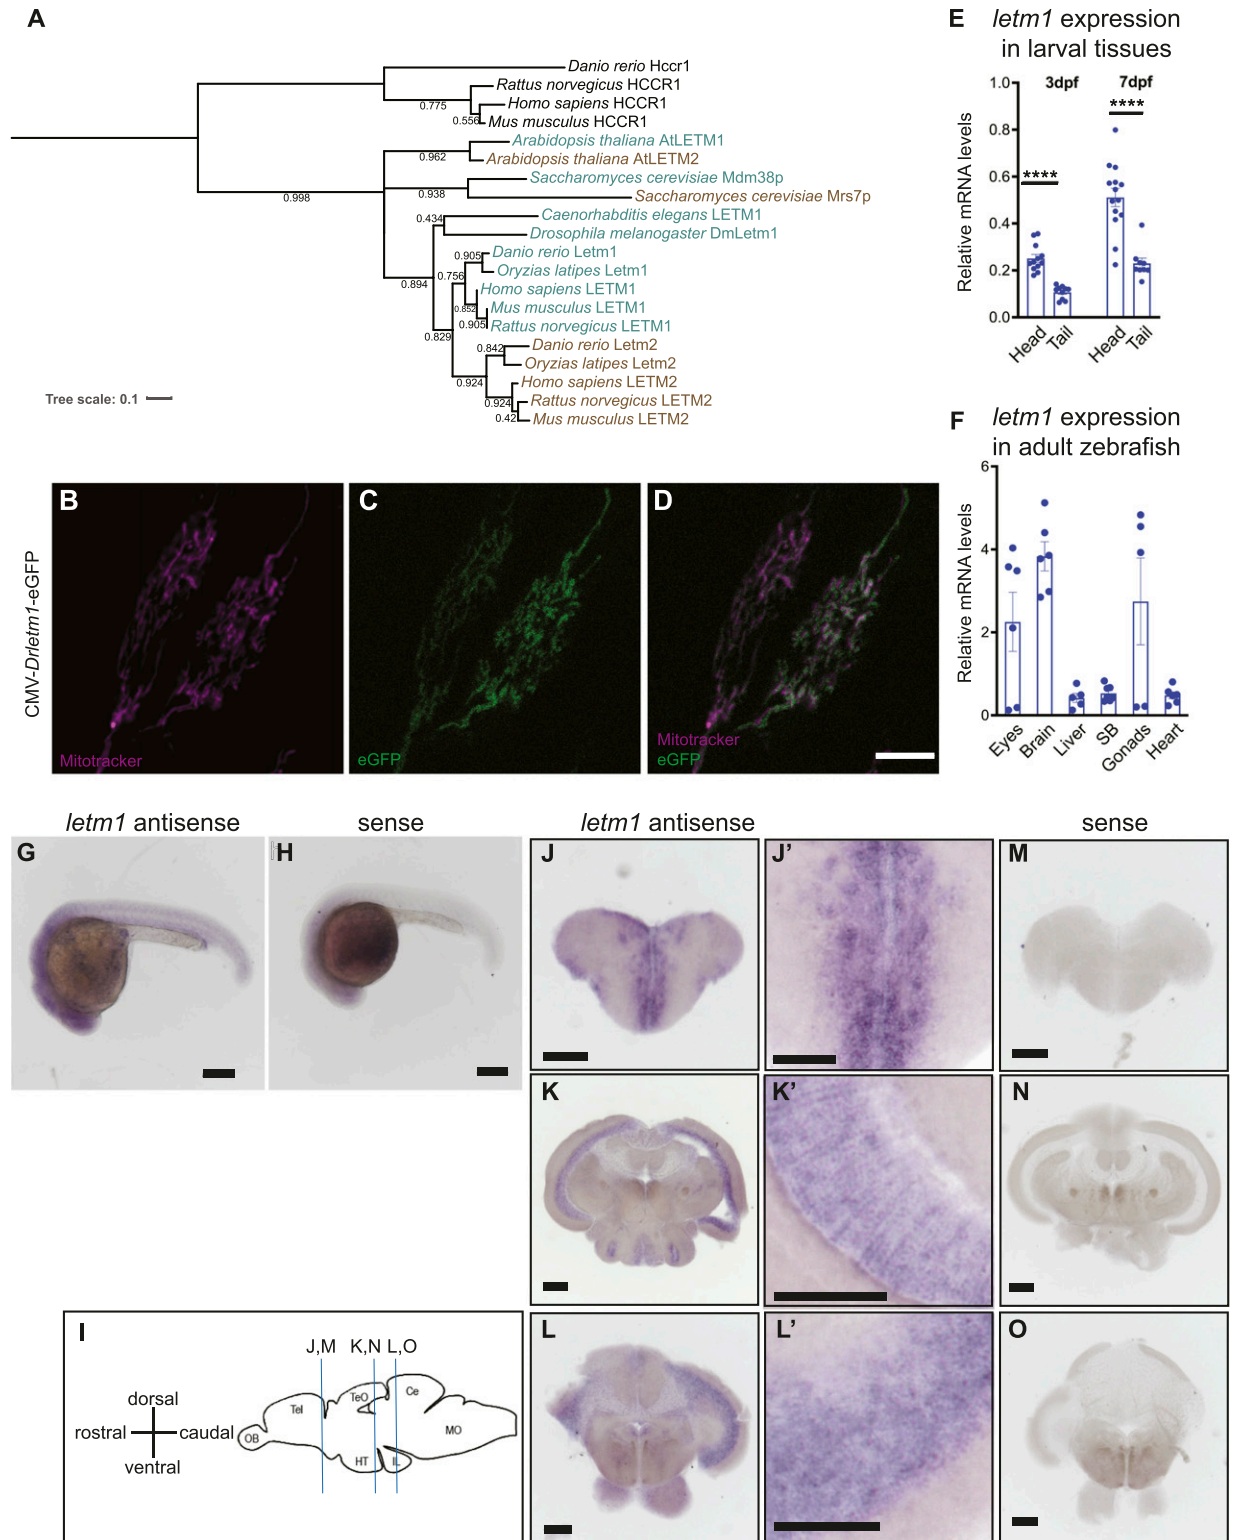 A
Danio rerio Hccr1
Rattus norvegicus HCCR1
0.775
Homo sapiens HCCR1
0.556
Mus musculus HCCR1
Arabidopsis thaliana AtLETM1
0.962
Arabidopsis thaliana AtLETM2
Saccharomyces cerevisiae Mdm38p
0.998
0.938
Saccharomyces cerevisiae Mrs7p
0.434
Caenorhabditis elegans LETM1
Drosophila melanogaster DmLetm1
0.905
Danio rerio Letm1
0.756
Oryzias latipes Letm1
0.894
Homo sapiens LETM1
0.852
Mus musculus LETM1
0.905
Rattus norvegicus LETM1
0.829
0.842
Danio rerio Letm2
Oryzias latipes Letm2
0.924
Homo sapiens LETM2
0.924
Rattus norvegicus LETM2
0.42
Mus musculus LETM2
Tree scale: 0.1
E
letm1 expression
in larval tissues
Relative mRNA levels
1.0
0.8
0.6
0.4
0.2
0.0
3dpf
7dpf
****
****
Head
Tail
Head
Tail
F
letm1 expression
in adult zebrafish
Relative mRNA levels
6
4
2
0
Eyes
Brain
Liver
SB
Gonads
Heart
CMV-Drletm1-eGFP
B
Mitotracker
C
eGFP
D
Mitotracker
eGFP
letm1 antisense
sense
G
H
letm1 antisense
sense
J
J’
M
K
K’
N
L
L’
O
I
J,M
K,N
L,O
dorsal
rostral
caudal
ventral
OB
Tel
TeO
Ce
MO
HT
IL